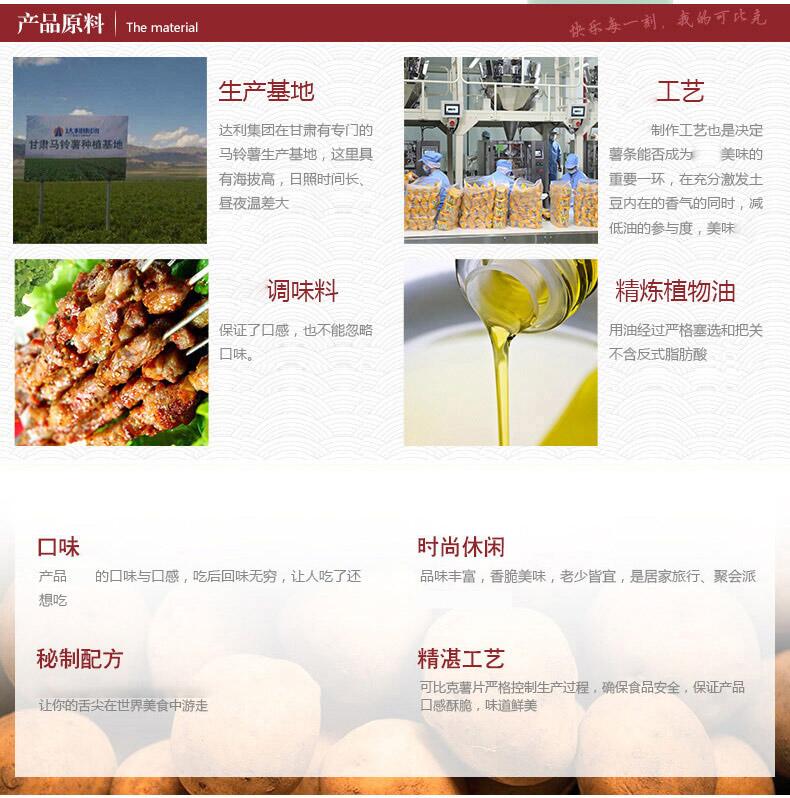 产品原料
The material
快乐每一刻，我的可比克
达利集团
甘肃马铃薯种植基地
生产基地
达利集团在甘肃有专门的
马铃薯生产基地，这里具
有海拔高，日照时间长、
昼夜温差大
工艺
制作工艺也是决定
薯条能否成为 美味的
重要一环，在充分激发土
豆内在的香气的同时，减
低油的参与度，美味
调味料
保证了口感，也不能忽略
口味。
精炼植物油
用油经过严格塞选和把关
不含反式脂肪酸
口味
产品 的口味与口感，吃后回味无穷，让人吃了还
想吃
时尚休闲
品味丰富，香脆美味，老少皆宜，是居家旅行、聚会派
秘制配方
让你的舌尖在世界美食中游走
精湛工艺
可比克薯片严格控制生产过程，确保食品安全，保证产品
口感酥脆，味道鲜美